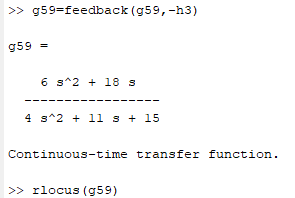 >> g59=feedback(g59,-h3)
g59 =
6 s^2 + 18 s
-----------------
4 s^2 + 11 s + 15
Continuous-time transfer function.
>> rlocus(g59)